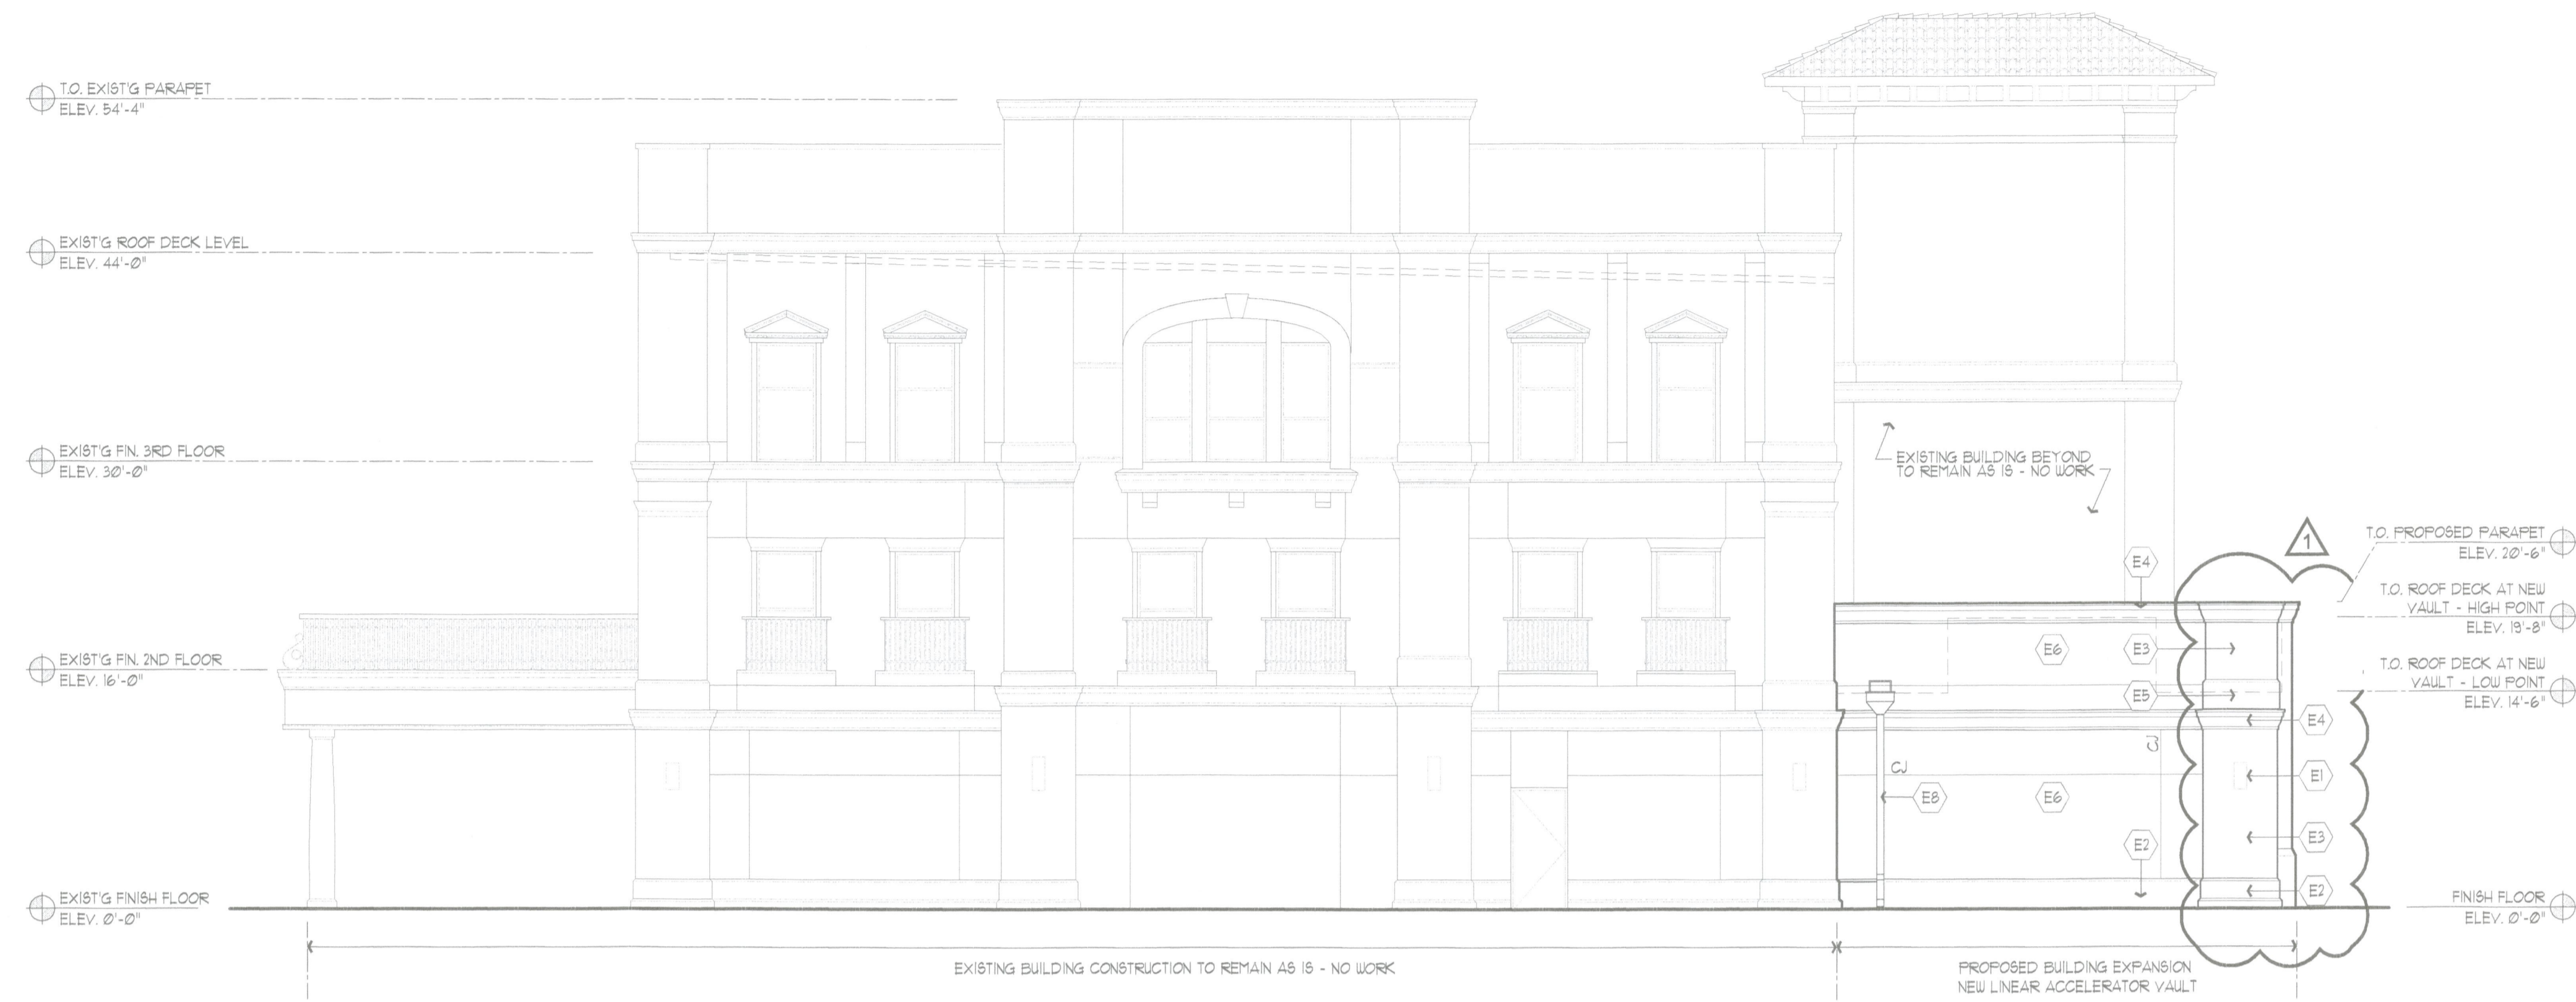 T.O. EXIST'G PARAPET
ELEV. 54'-4"
EXIST'G ROOF DECK LEVEL
ELEV. 44'-0"
EXIST'G FIN. 3RD FLOOR
ELEV. 30'-0"
EXISTING BUILDING BEYOND
TO REMAIN AS IS - NO WORK
1
T.O. PROPOSED PARAPET
ELEV. 20'-6"
E4
T.O. ROOF DECK AT NEW
VAULT - HIGH POINT
ELEV. 19'-8"
EXIST'G FIN. 2ND FLOOR
ELEV. 16'-0"
E6
E3
T.O. ROOF DECK AT NEW
VAULT - LOW POINT
ELEV. 14'-6"
E5
E4
CJ
CJ
E1
E8
E6
E3
E2
E2
EXIST'G FINISH FLOOR
ELEV. 0'-0"
FINISH FLOOR
ELEV. 0'-0"
EXISTING BUILDING CONSTRUCTION TO REMAIN AS IS - NO WORK
PROPOSED BUILDING EXPANSION
NEW LINEAR ACCELERATOR VAULT